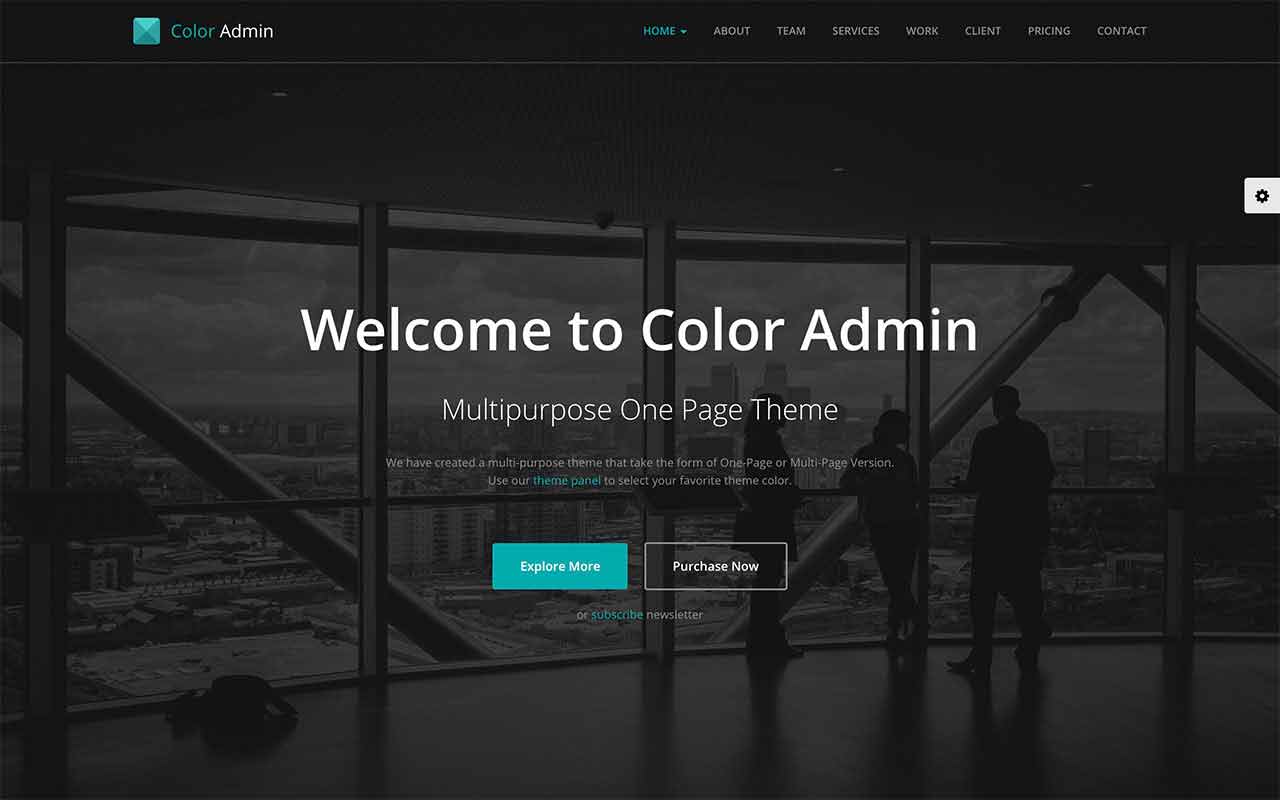 Color Admin
HOME ABOUT TEAM SERVICES WORK CLIENT PRICING CONTACT
Welcome to Color Admin
Multipurpose One Page Theme
We have created a multi-purpose theme that take the form of One-Page or Multi-Page Version.
Use our theme panel to select your favorite theme color.
Explore More
Purchase Now
or subscribe newsletter